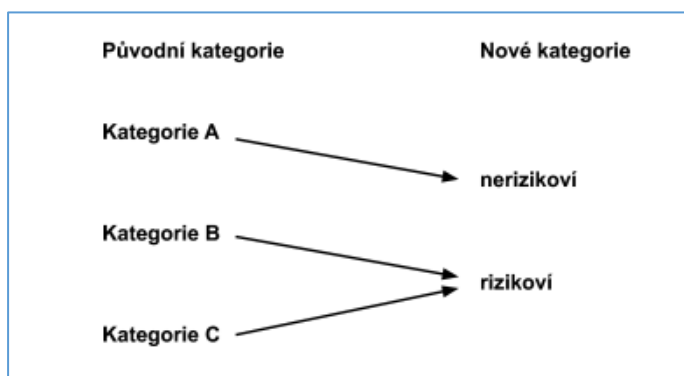 Původní kategorie
Nové kategorie
Kategorie A
nerizikoví
Kategorie B
rizikoví
Kategorie C